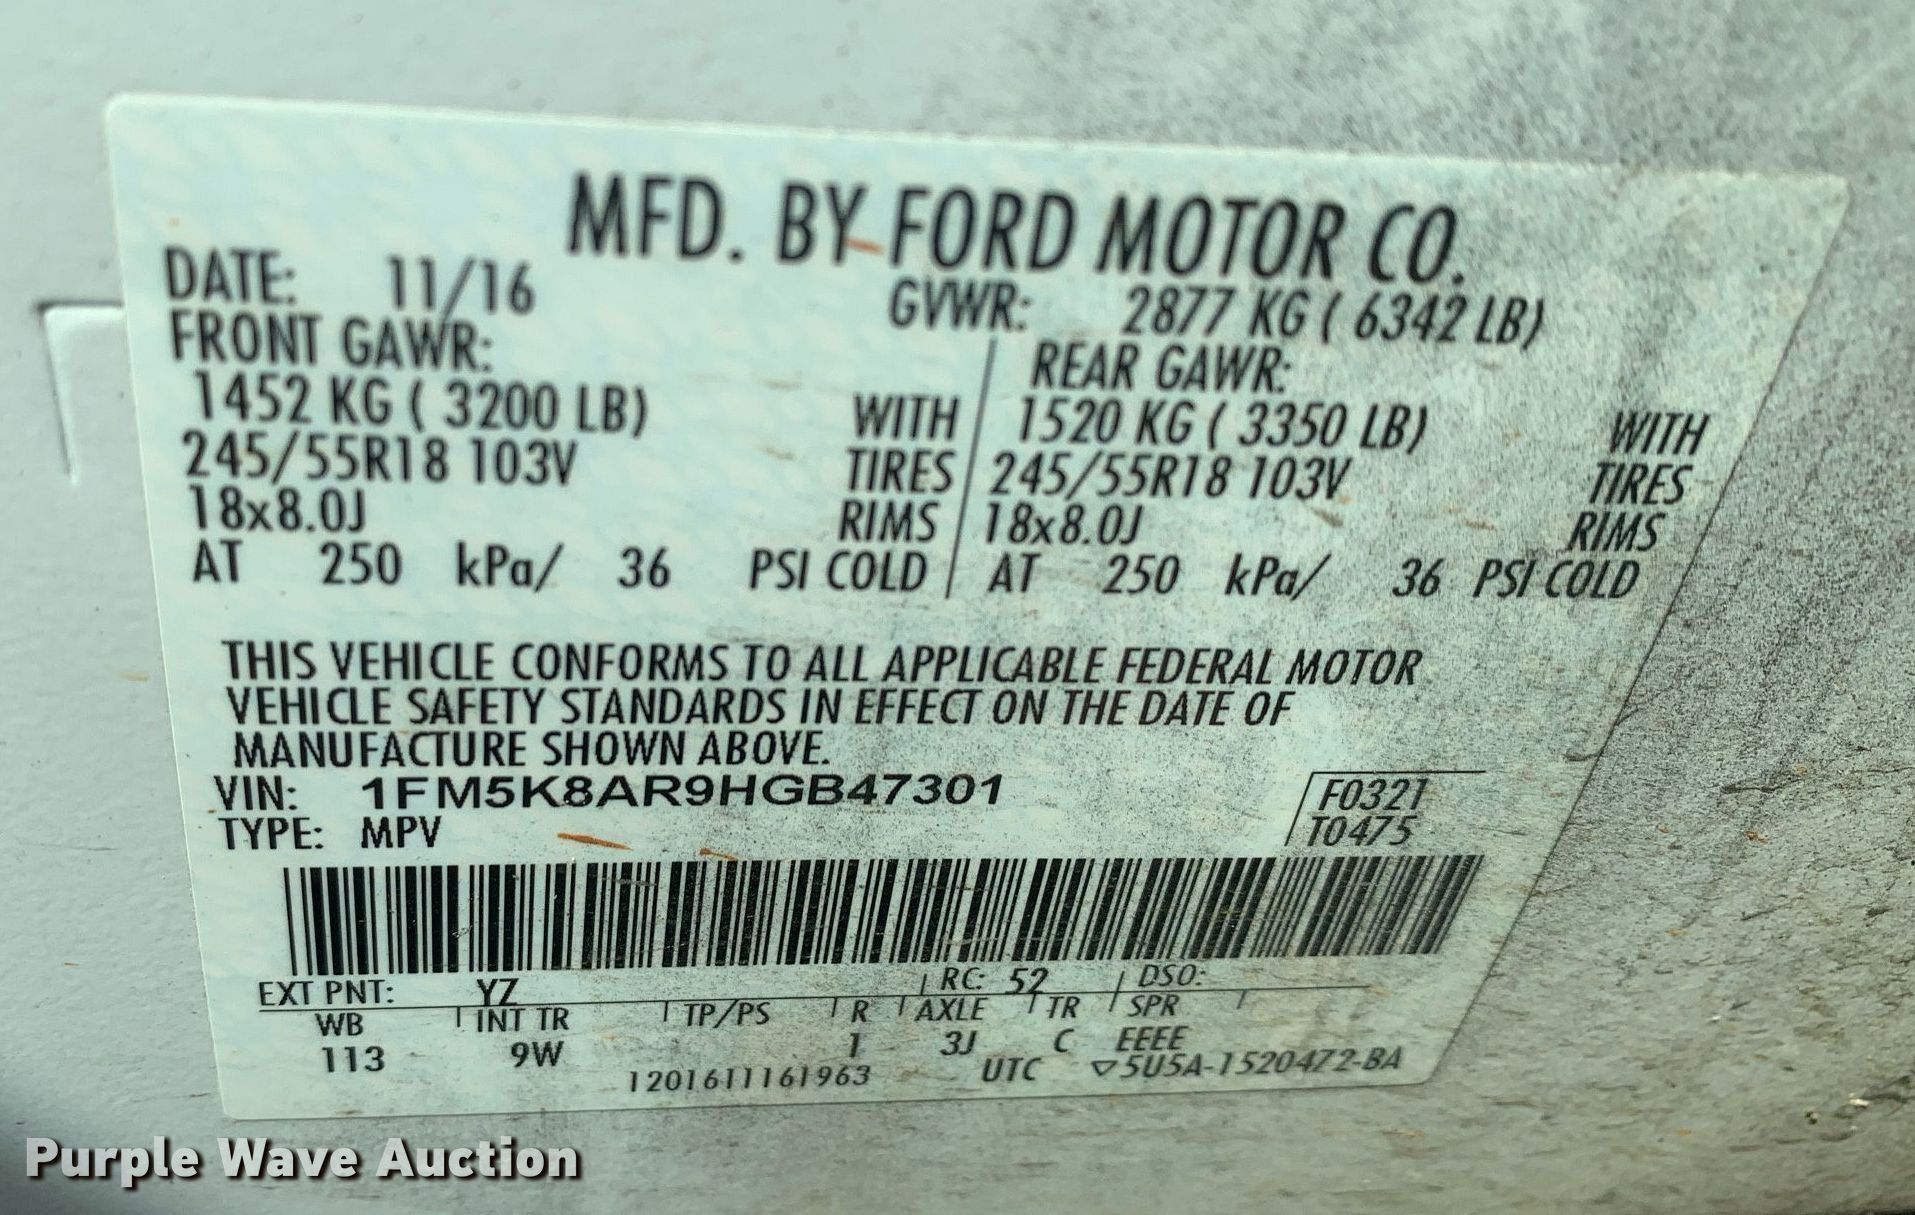 MFD. BY FORD MOTOR CO.
DATE: 11/16 GVWR: 2877 KG ( 6342 LB)
FRONT GAWR: REAR GAWR:
1452 KG ( 3200 LB) WITH 1520 KG ( 3350 LB) WITH
245/55R18 103V TIRES 245/55R18 103V TIRES
18x8.0J RIMS 18x8.0J RIMS
AT 250 kPa/ 36 PSI COLD AT 250 kPa/ 36 PSI COLD
THIS VEHICLE CONFORMS TO ALL APPLICABLE FEDERAL MOTOR
VEHICLE SAFETY STANDARDS IN EFFECT ON THE DATE OF
MANUFACTURE SHOWN ABOVE.
VIN: 1FM5K8AR9HGB47301 F0321
TYPE: MPV T0475
EXT PNT: YZ RC: 52 DSO:
WB INT TR TP/PS R AXLE TR SPR
113 9W 1 3J C EEEE
1201611161963 UTC ▽5U5A-1520472-BA
Purple Wave Auction